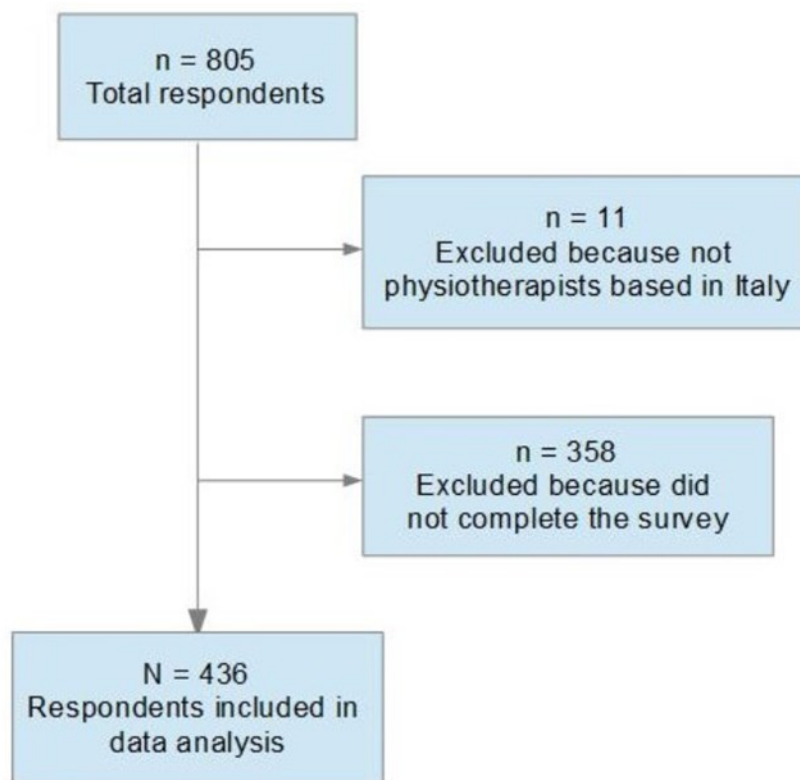 n = 805
Total respondents
n = 11
Excluded because not
physiotherapists based in Italy
n = 358
Excluded because did
not complete the survey
N = 436
Respondents included in
data analysis